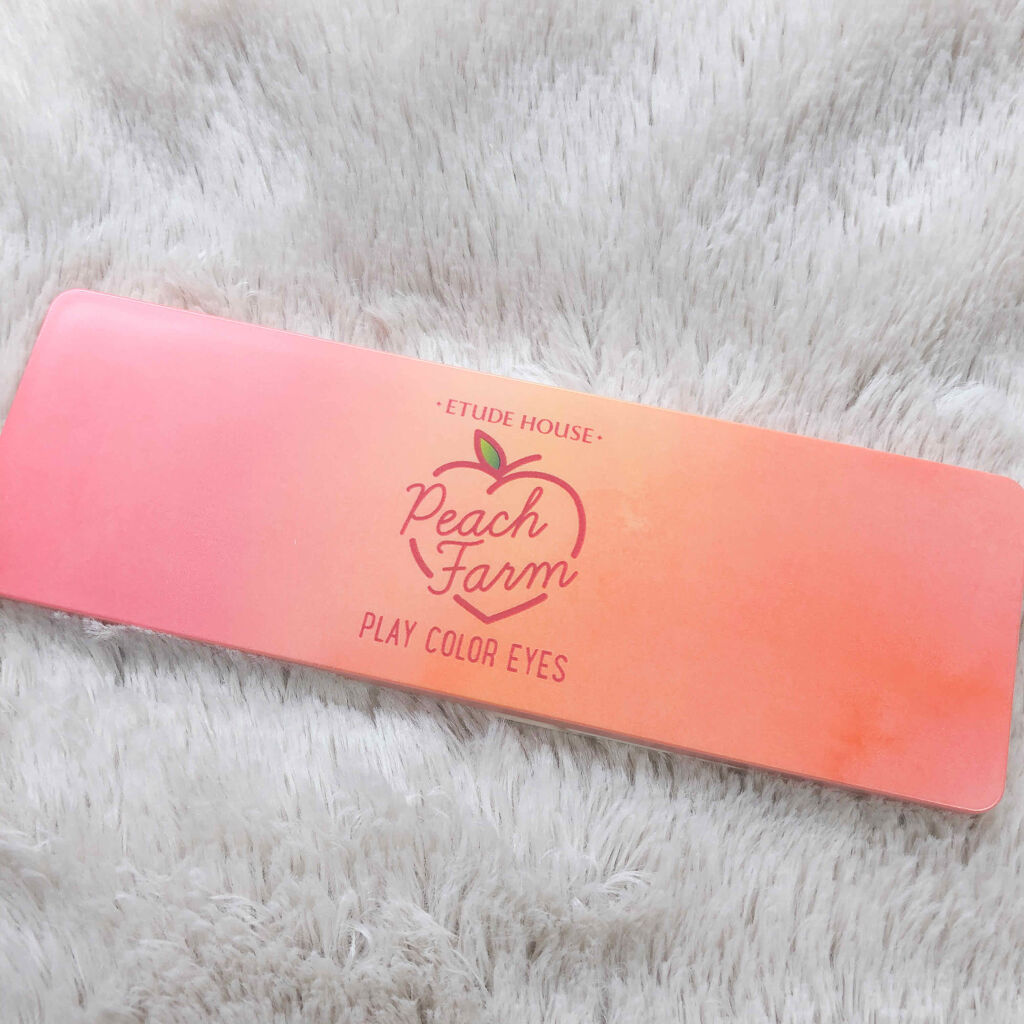 · ETUDE HOUSE ·
Peach
Farm
PLAY COLOR EYES